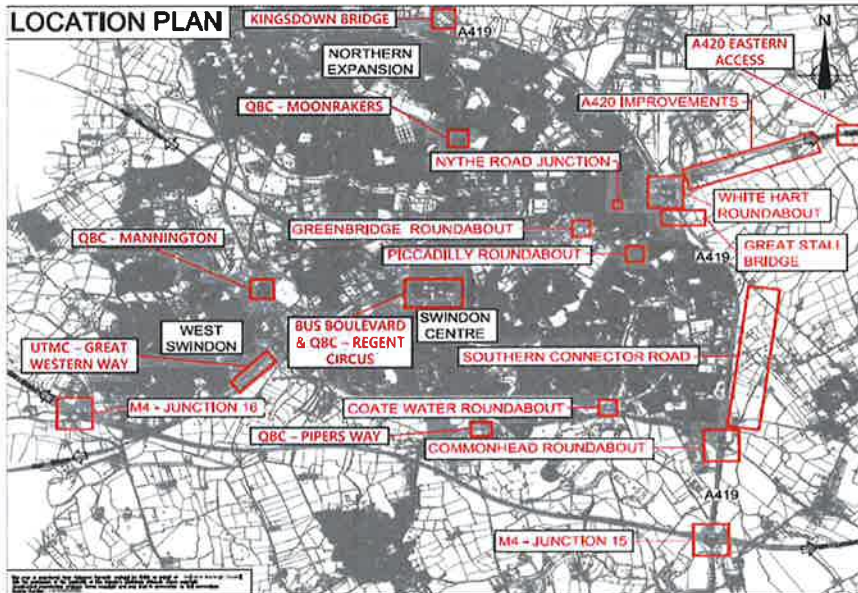 LOCATION PLAN
KINGSDOWN BRIDGE
A419
N
NORTHERN
EXPANSION
A420 EASTERN
ACCESS
QBC - MOONRAKERS
A420 IMPROVEMENTS
NYTHE ROAD JUNCTION
WHITE HART
ROUNDABOUT
GREENBRIDGE ROUNDABOUT
QBC - MANNINGTON
PICCADILLY ROUNDABOUT
A419
GREAT STALL
BRIDGE
WEST
SWINDON
BUS BOULEVARD
& QBC – REGENT
CIRCUS
SWINDON
CENTRE
UTMC – GREAT
WESTERN WAY
SOUTHERN CONNECTOR ROAD
M4 - JUNCTION 16
COATE WATER ROUNDABOUT
QBC – PIPERS WAY
COMMONHEAD ROUNDABOUT
A419
M4 - JUNCTION 15